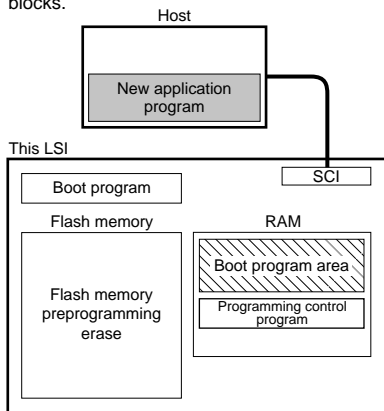 blocks.
Host
New application
program
This LSI
SCI
Boot program
Flash memory
RAM
Boot program area
Flash memory
preprogramming
erase
Programming control
program